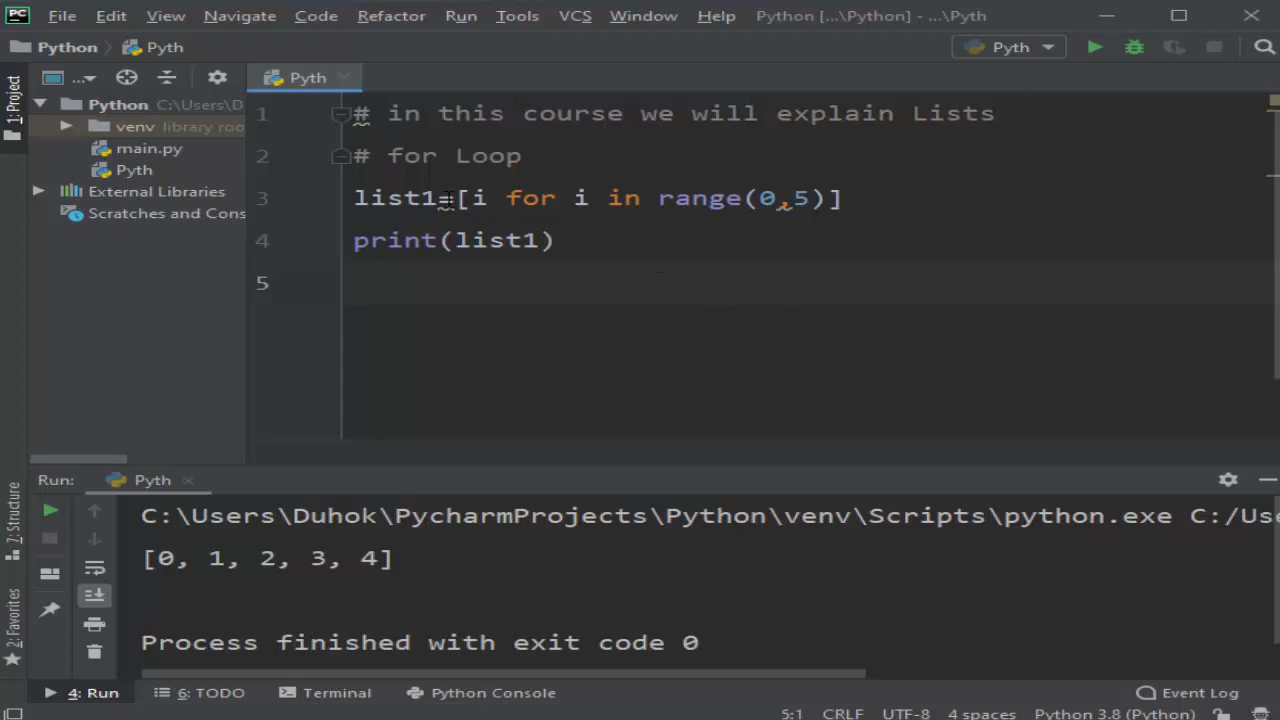 PC File Edit View Navigate Code Refactor Run Tools VCS Window Help Python [...\Python] - ...\Pyth
Python Pyth Pyth
1: Project
... Pyth
Python C:\Users\D
venv library roo
main.py
Pyth
External Libraries
Scratches and Cons
1 # in this course we will explain Lists
2 # for Loop
3 list1=[i for i in range(0,5)]
4 print(list1)
5
Run: Pyth
C:\Users\Duhok\PycharmProjects\Python\venv\Scripts\python.exe C:/Use
[0, 1, 2, 3, 4]
Process finished with exit code 0
7: Structure
2: Favorites
4: Run 6: TODO Terminal Python Console Event Log
5:1 CRLF UTF-8 4 spaces Python 3.8 (Python)